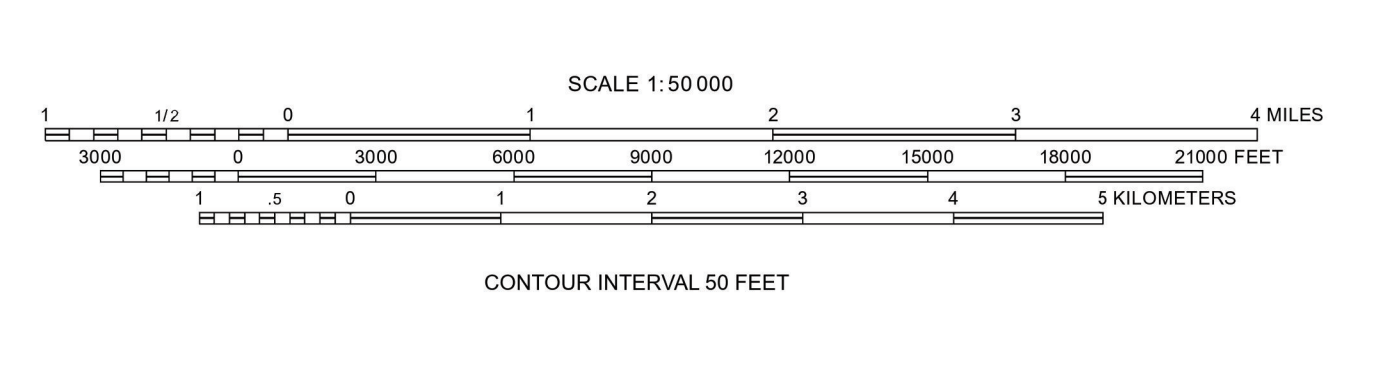 SCALE 1:50 000
1 1/2 0 1 2 3 4 MILES
3000 0 3000 6000 9000 12000 15000 18000 21000 FEET
1 .5 0 1 2 3 4 5 KILOMETERS
CONTOUR INTERVAL 50 FEET